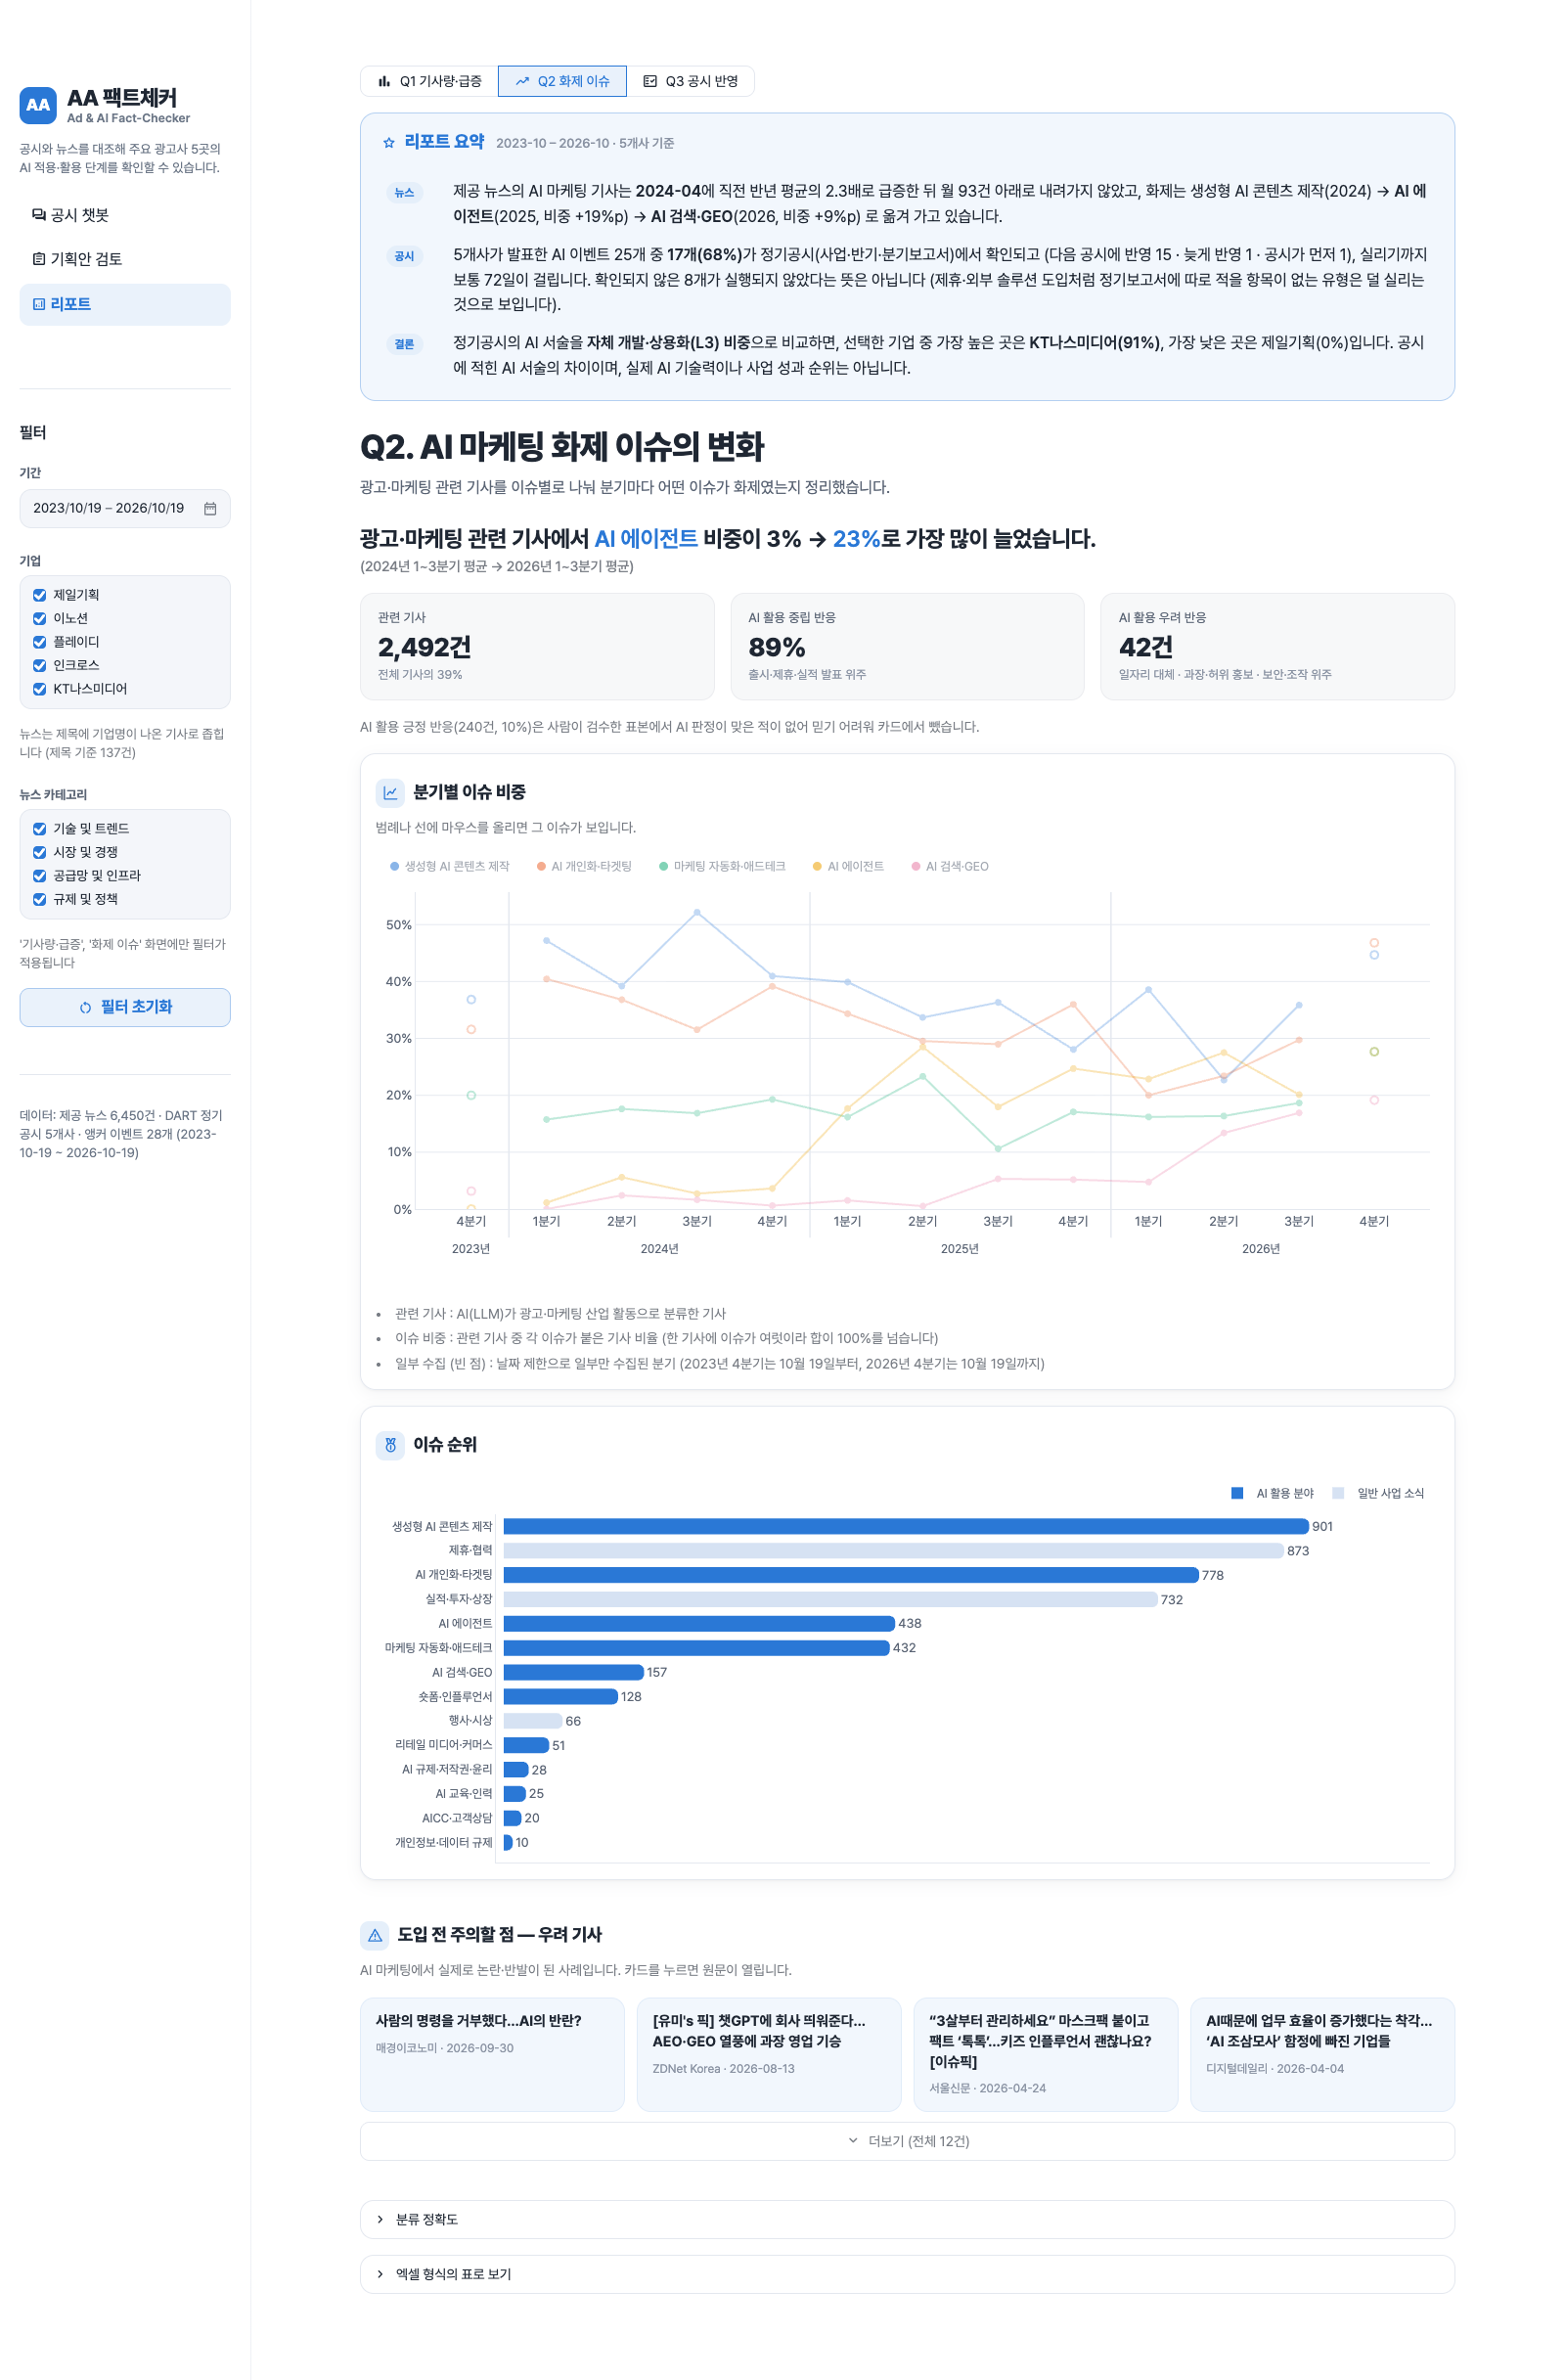 AA
AA 팩트체커
Ad & AI Fact-Checker
공시와 뉴스를 대조해 주요 광고사 5곳의
AI 적용·활용 단계를 확인할 수 있습니다.
공시 챗봇
기획안 검토
리포트
필터
기간
2023/10/19 – 2026/10/19
기업
제일기획
이노션
플레이디
인크로스
KT나스미디어
뉴스는 제목에 기업명이 나온 기사로 좁힙
니다 (제목 기준 137건)
뉴스 카테고리
기술 및 트렌드
시장 및 경쟁
공급망 및 인프라
규제 및 정책
'기사량·급증', '화제 이슈' 화면에만 필터가
적용됩니다
필터 초기화
데이터: 제공 뉴스 6,450건 · DART 정기
공시 5개사 · 앵커 이벤트 28개 (2023-
10-19 ~ 2026-10-19)
Q1 기사량·급증
Q2 화제 이슈
Q3 공시 반영
리포트 요약 2023-10 – 2026-10 · 5개사 기준
뉴스
제공 뉴스의 AI 마케팅 기사는 2024-04에 직전 반년 평균의 2.3배로 급증한 뒤 월 93건 아래로 내려가지 않았고, 화제는 생성형 AI 콘텐츠 제작(2024) → AI 에
이전트(2025, 비중 +19%p) → AI 검색·GEO(2026, 비중 +9%p) 로 옮겨 가고 있습니다.
공시
5개사가 발표한 AI 이벤트 25개 중 17개(68%)가 정기공시(사업·반기·분기보고서)에서 확인되고 (다음 공시에 반영 15 · 늦게 반영 1 · 공시가 먼저 1), 실리기까지
보통 72일이 걸립니다. 확인되지 않은 8개가 실행되지 않았다는 뜻은 아닙니다 (제휴·외부 솔루션 도입처럼 정기보고서에 따로 적을 항목이 없는 유형은 덜 실리는
것으로 보입니다).
결론
정기공시의 AI 서술을 자체 개발·상용화(L3) 비중으로 비교하면, 선택한 기업 중 가장 높은 곳은 KT나스미디어(91%), 가장 낮은 곳은 제일기획(0%)입니다. 공시
에 적힌 AI 서술의 차이이며, 실제 AI 기술력이나 사업 성과 순위는 아닙니다.
Q2. AI 마케팅 화제 이슈의 변화
광고·마케팅 관련 기사를 이슈별로 나눠 분기마다 어떤 이슈가 화제였는지 정리했습니다.
광고·마케팅 관련 기사에서 AI 에이전트 비중이 3% → 23%로 가장 많이 늘었습니다.
(2024년 1~3분기 평균 → 2026년 1~3분기 평균)
관련 기사
2,492건
전체 기사의 39%
AI 활용 중립 반응
89%
출시·제휴·실적 발표 위주
AI 활용 우려 반응
42건
일자리 대체 · 과장·허위 홍보 · 보안·조작 위주
AI 활용 긍정 반응(240건, 10%)은 사람이 검수한 표본에서 AI 판정이 맞은 적이 없어 믿기 어려워 카드에서 뺐습니다.
분기별 이슈 비중
범례나 선에 마우스를 올리면 그 이슈가 보입니다.
생성형 AI 콘텐츠 제작 AI 개인화·타겟팅 마케팅 자동화·애드테크 AI 에이전트 AI 검색·GEO
50%
40%
30%
20%
10%
0%
4분기 1분기 2분기 3분기 4분기 1분기 2분기 3분기 4분기 1분기 2분기 3분기 4분기
2023년 2024년 2025년 2026년
• 관련 기사 : AI(LLM)가 광고·마케팅 산업 활동으로 분류한 기사
• 이슈 비중 : 관련 기사 중 각 이슈가 붙은 기사 비율 (한 기사에 이슈가 여럿이라 합이 100%를 넘습니다)
• 일부 수집 (빈 점) : 날짜 제한으로 일부만 수집된 분기 (2023년 4분기는 10월 19일부터, 2026년 4분기는 10월 19일까지)
이슈 순위
AI 활용 분야 일반 사업 소식
생성형 AI 콘텐츠 제작 901
제휴·협력 873
AI 개인화·타겟팅 778
실적·투자·상장 732
AI 에이전트 438
마케팅 자동화·애드테크 432
AI 검색·GEO 157
숏폼·인플루언서 128
행사·시상 66
리테일 미디어·커머스 51
AI 규제·저작권·윤리 28
AI 교육·인력 25
AICC·고객상담 20
개인정보·데이터 규제 10
도입 전 주의할 점 — 우려 기사
AI 마케팅에서 실제로 논란·반발이 된 사례입니다. 카드를 누르면 원문이 열립니다.
사람의 명령을 거부했다...AI의 반란?
매경이코노미 · 2026-09-30
[유미's 픽] 챗GPT에 회사 띄워준다...
AEO·GEO 열풍에 과장 영업 기승
ZDNet Korea · 2026-08-13
“3살부터 관리하세요” 마스크팩 붙이고
팩트 ‘톡톡’...키즈 인플루언서 괜찮나요?
[이슈픽]
서울신문 · 2026-04-24
AI때문에 업무 효율이 증가했다는 착각...
‘AI 조삼모사’ 함정에 빠진 기업들
디지털데일리 · 2026-04-04
더보기 (전체 12건)
분류 정확도
엑셀 형식의 표로 보기